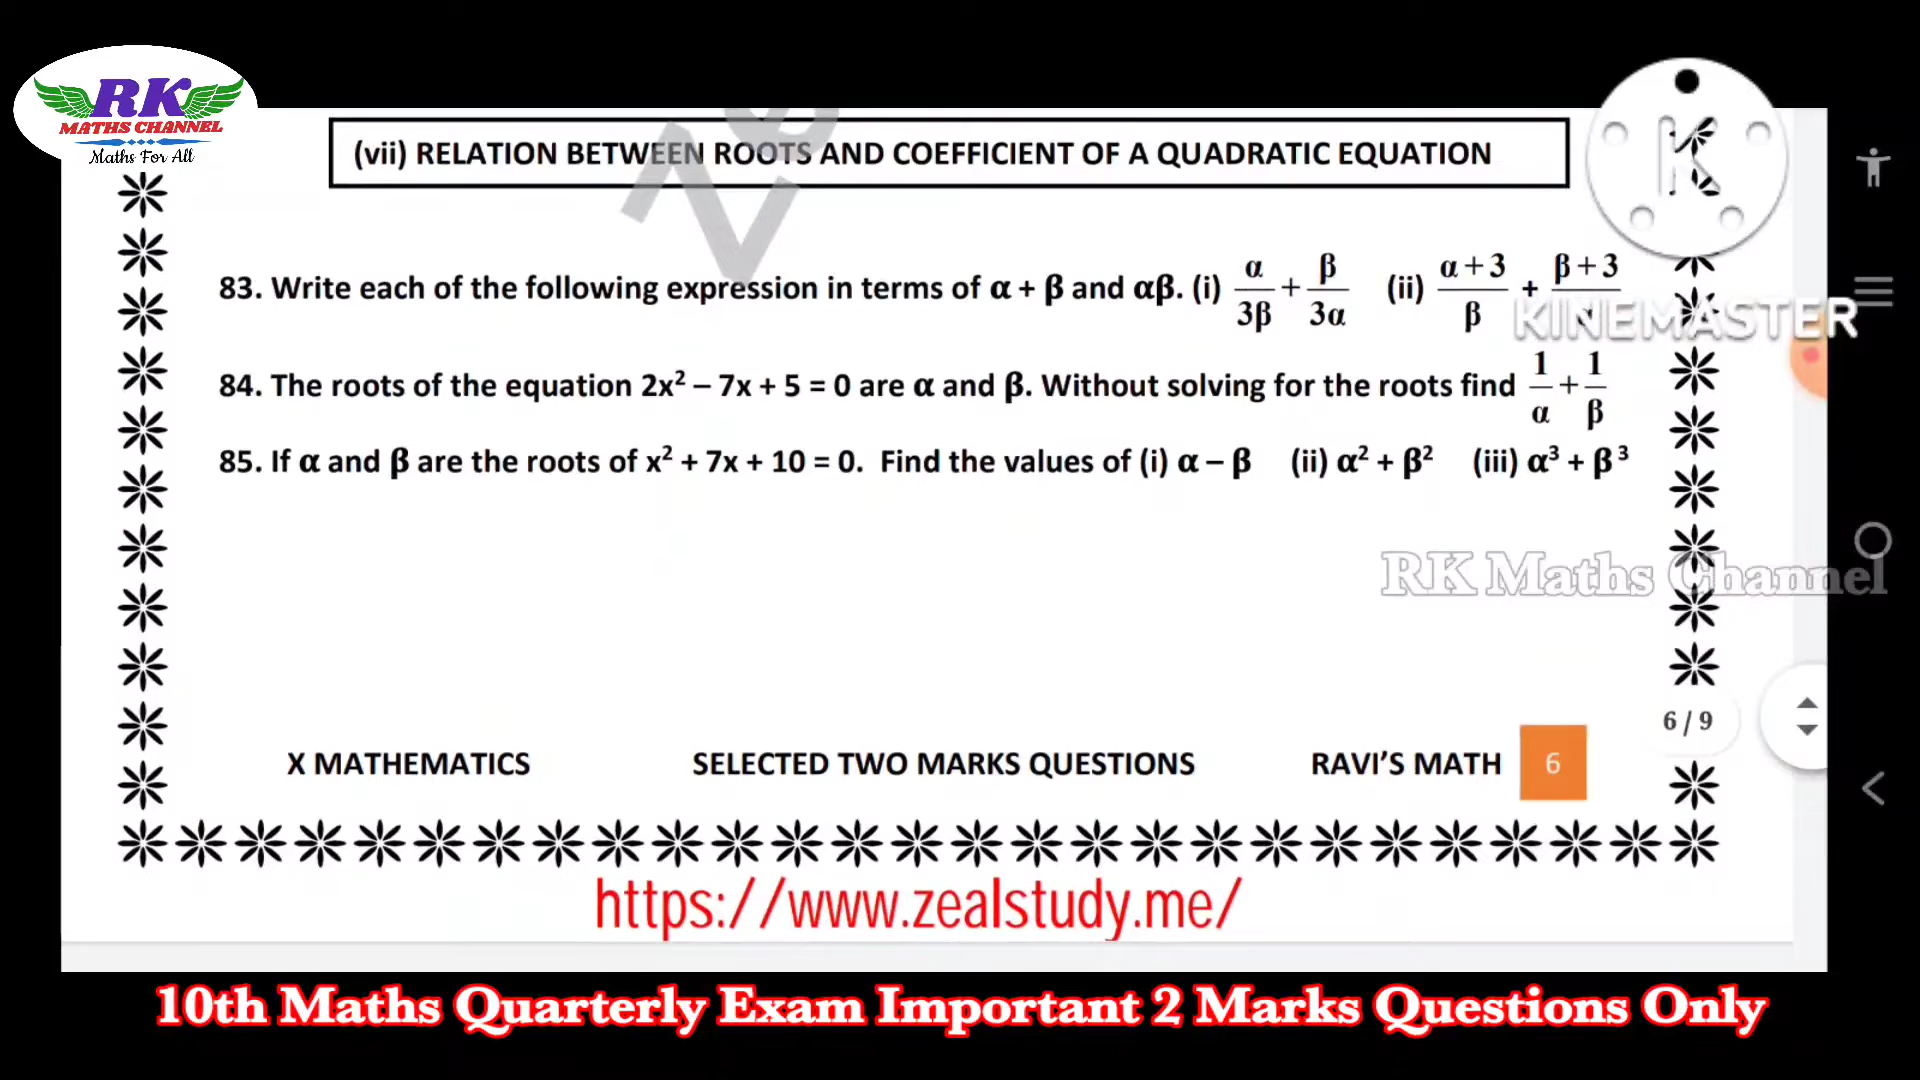 RK
MATHS CHANNEL
Maths For All
(vii) RELATION BETWEEN ROOTS AND COEFFICIENT OF A QUADRATIC EQUATION
83. Write each of the following expression in terms of α + β and αβ. (i) α/3β + β/3α (ii) α+3/β + β+3/
KINEMASTER
84. The roots of the equation 2x² – 7x + 5 = 0 are α and β. Without solving for the roots find 1/α + 1/β
85. If α and β are the roots of x² + 7x + 10 = 0. Find the values of (i) α – β (ii) α² + β² (iii) α³ + β³
RK Maths Channel
6 / 9
X MATHEMATICS SELECTED TWO MARKS QUESTIONS RAVI'S MATH 6
https://www.zealstudy.me/
10th Maths Quarterly Exam Important 2 Marks Questions Only